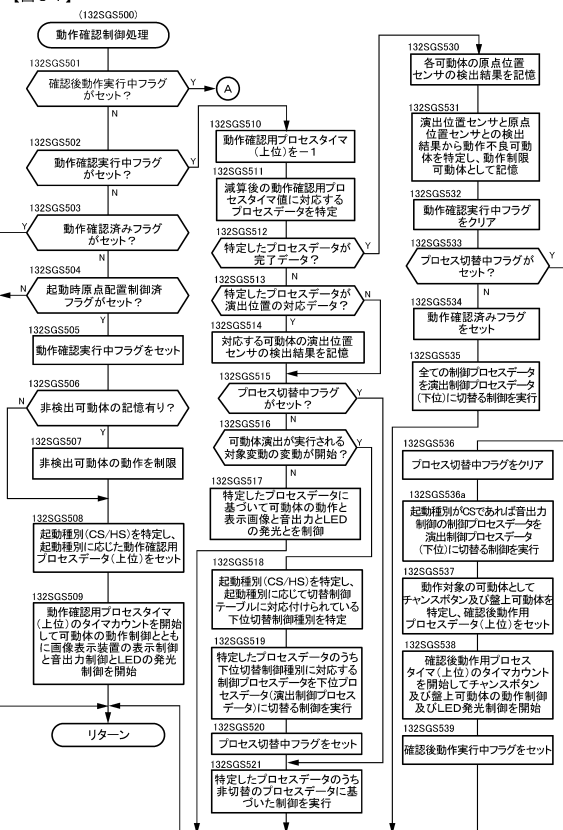 (132SGS500)
動作確認制御処理
132SGS501
確認後動作実行中フラグ
がセット？
Y
A
N
132SGS502
動作確認実行中フラグ
がセット？
Y
N
132SGS503
Y
動作確認済みフラグ
がセット？
N
132SGS504
N
起動時原点配置制御済
フラグがセット？
Y
132SGS505
動作確認実行中フラグをセット
132SGS506
N
非検出可動体の記憶有り？
Y
132SGS507
非検出可動体の動作を制限
132SGS508
起動種(CS/HS)を特定し、
起動種別に応じた動作確認用
プロセスデータ(上位)をセット
132SGS509
動作確認用プロセスタイマ
(上位)のタイマカウントを開始
して可動体の動作制御ととも
に画像表示装置の表示制御
と音出力制御とLEDの発光
制御を開始
リターン
132SGS510
動作確認用プロセスタイマ
(上位)を－1
132SGS511
減算後の動作確認用プロ
セスタイマ値に対応する
プロセスデータを特定
132SGS512
特定したプロセスデータが
完了データ？
Y
N
132SGS513
特定したプロセスデータが
演出位置の対応データ？
N
Y
132SGS514
対応する可動体の演出位置
センサの検出結果を記憶
132SGS515
プロセス切替中フラグ
がセット？
Y
N
132SGS516
可動体演出が実行される
対象変動の変動が開始？
Y
N
132SGS517
特定したプロセスデータに
基づいて可動体の動作と
表示画像と音出力とLED
の発光とを制御
132SGS518
起動種別(CS/HS)を特定し、
起動種別に応じて切替制御
テーブルに対応付けられている
下位切替制御種別を特定
132SGS519
特定したプロセスデータのうち
下位切替制御種別に対応する
制御プロセスデータを下位プロ
セスデータ(演出制御プロセス
データ)に切替る制御を実行
132SGS520
プロセス切替中フラグをセット
132SGS521
特定したプロセスデータのうち
非切替のプロセスデータに基
づいた制御を実行
132SGS530
各可動体の原点位置
センサの検出結果を記憶
132SGS531
演出位置センサと原点
位置センサとの検出
結果から動作不良可動
体を特定し、動作制限
可動体として記憶
132SGS532
動作確認実行中フラグ
をクリア
132SGS533
プロセス切替中フラグが
セット？
Y
N
132SGS534
動作確認済みフラグ
をセット
132SGS535
全ての制御プロセスデータ
を演出制御プロセスデータ
(下位)に切替る制御を実行
132SGS536
プロセス切替中フラグをクリア
132SGS536a
起動種別がCSであれば音出力
制御の制御プロセスデータを
演出制御プロセスデータ
(下位)に切替る制御を実行
132SGS537
動作対象の可動体として
チャンスボタン及び盤上可動体を
特定し、確認後動作用
プロセスデータ(上位)をセット
132SGS538
確認後動作用プロセス
タイマ(上位)のタイマカウント
を開始してチャンスボタン
及び盤上可動体の動作制御
及びLED発光制御を開始
132SGS539
確認後動作実行中フラグをセット